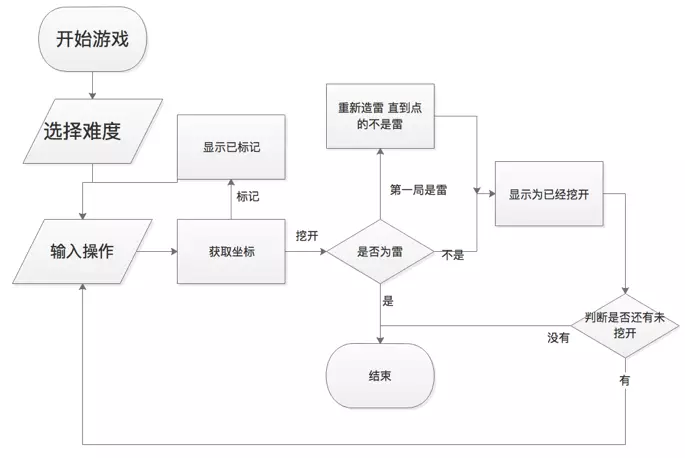 开始游戏
选择难度
输入操作
获取坐标
标记
显示已标记
挖开
是否为雷
第一局是雷
重新造雷 直到点
的不是雷
不是
显示为已经挖开
是
判断是否还有未
挖开
没有
有
结束